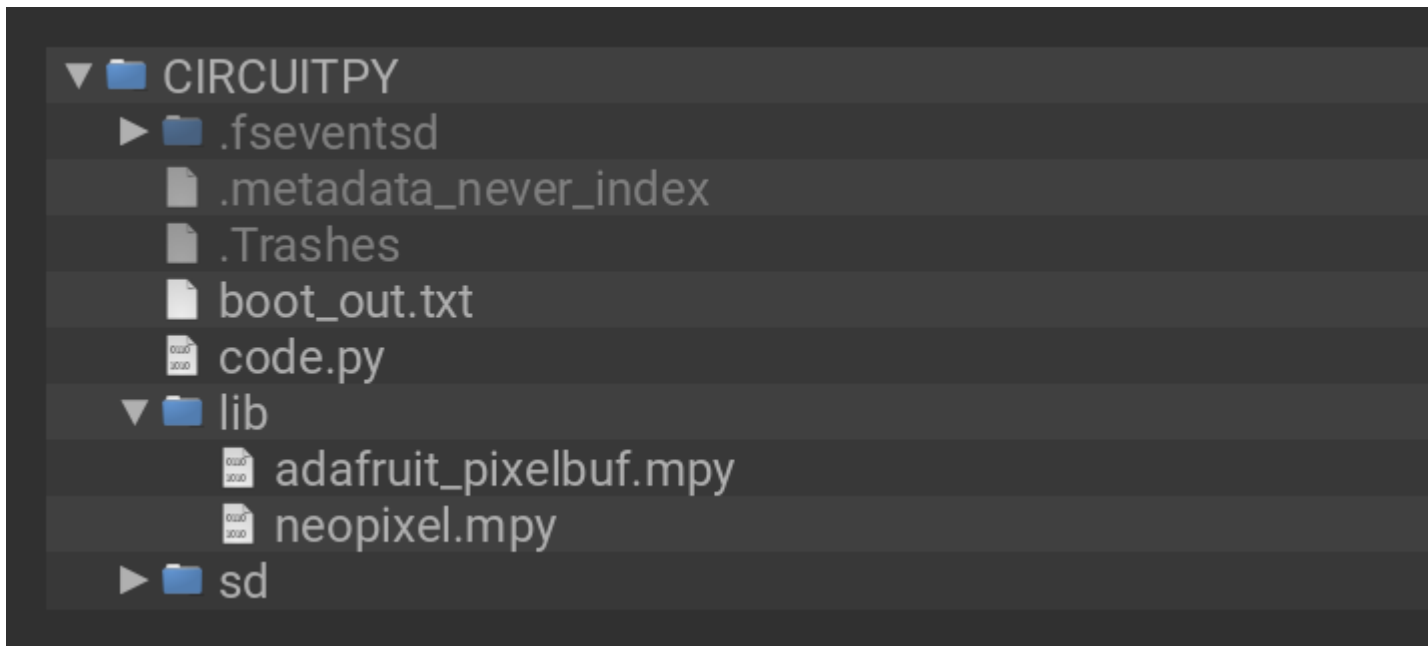 CIRCUITPY
.fseventsd
.metadata_never_index
.Trashes
boot_out.txt
code.py
lib
adafruit_pixelbuf.mpy
neopixel.mpy
sd